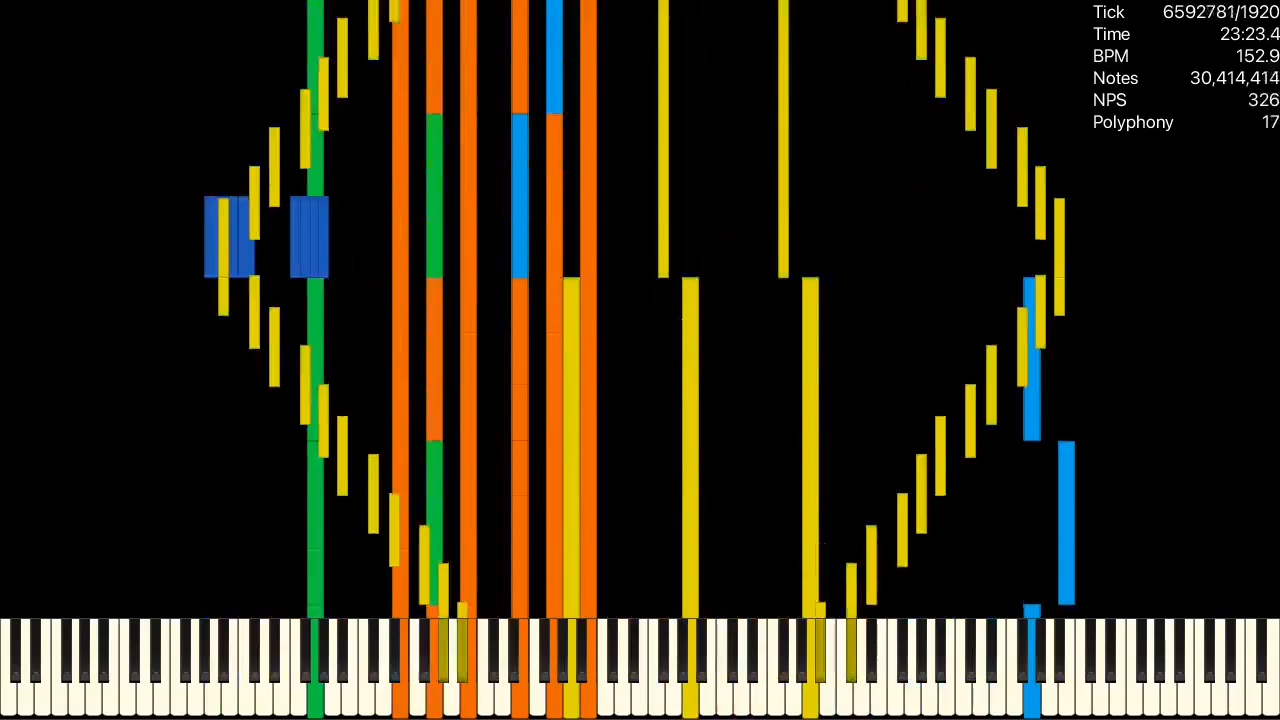 Tick 6592781/1920
Time 23:23.4
BPM 152.9
Notes 30,414,414
NPS 326
Polyphony 17